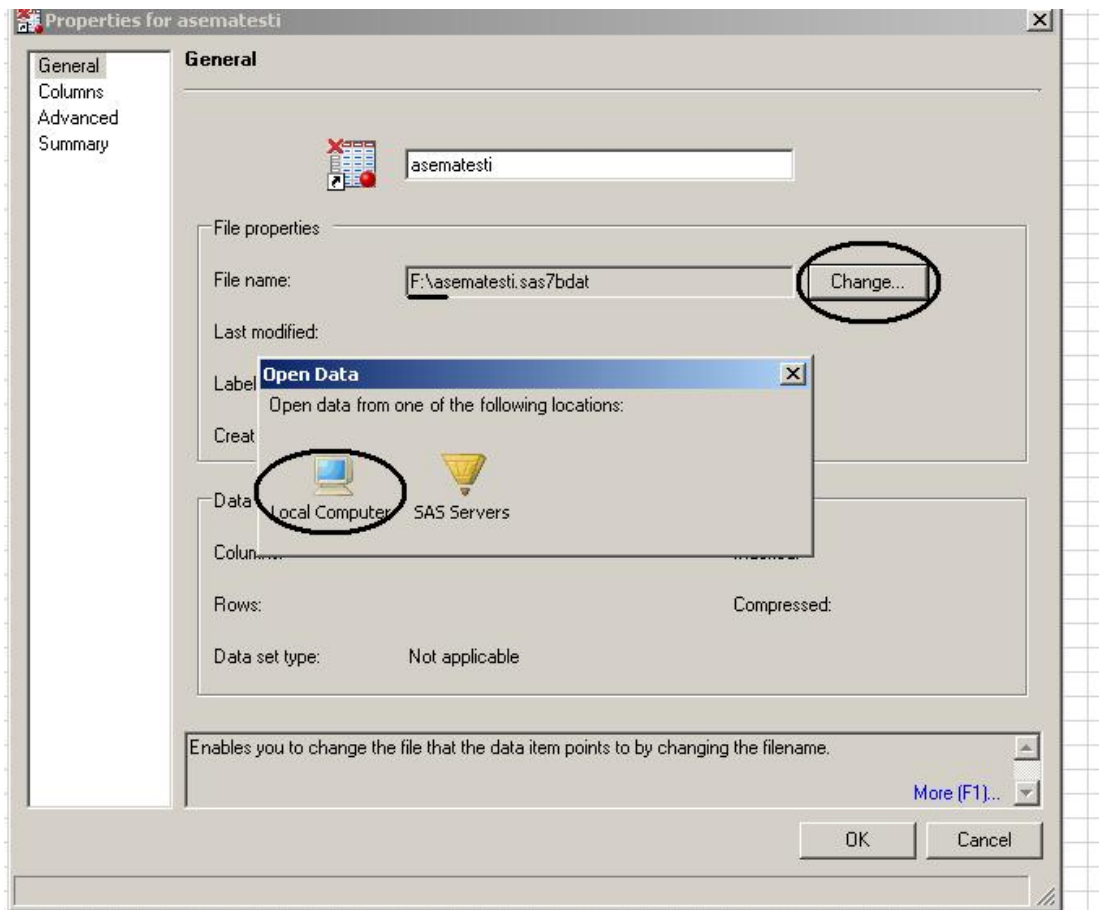 Properties for asematesti
General
Columns
Advanced
Summary
General
asematesti
File properties
File name:
F:\asematesti.sas7bdat
Change...
Last modified:
Label
Open Data
Open data from one of the following locations:
Creat
Local Computer
SAS Servers
Data
Rows:
Compressed:
Data set type:
Not applicable
Enables you to change the file that the data item points to by changing the filename.
More (F1)...
OK
Cancel